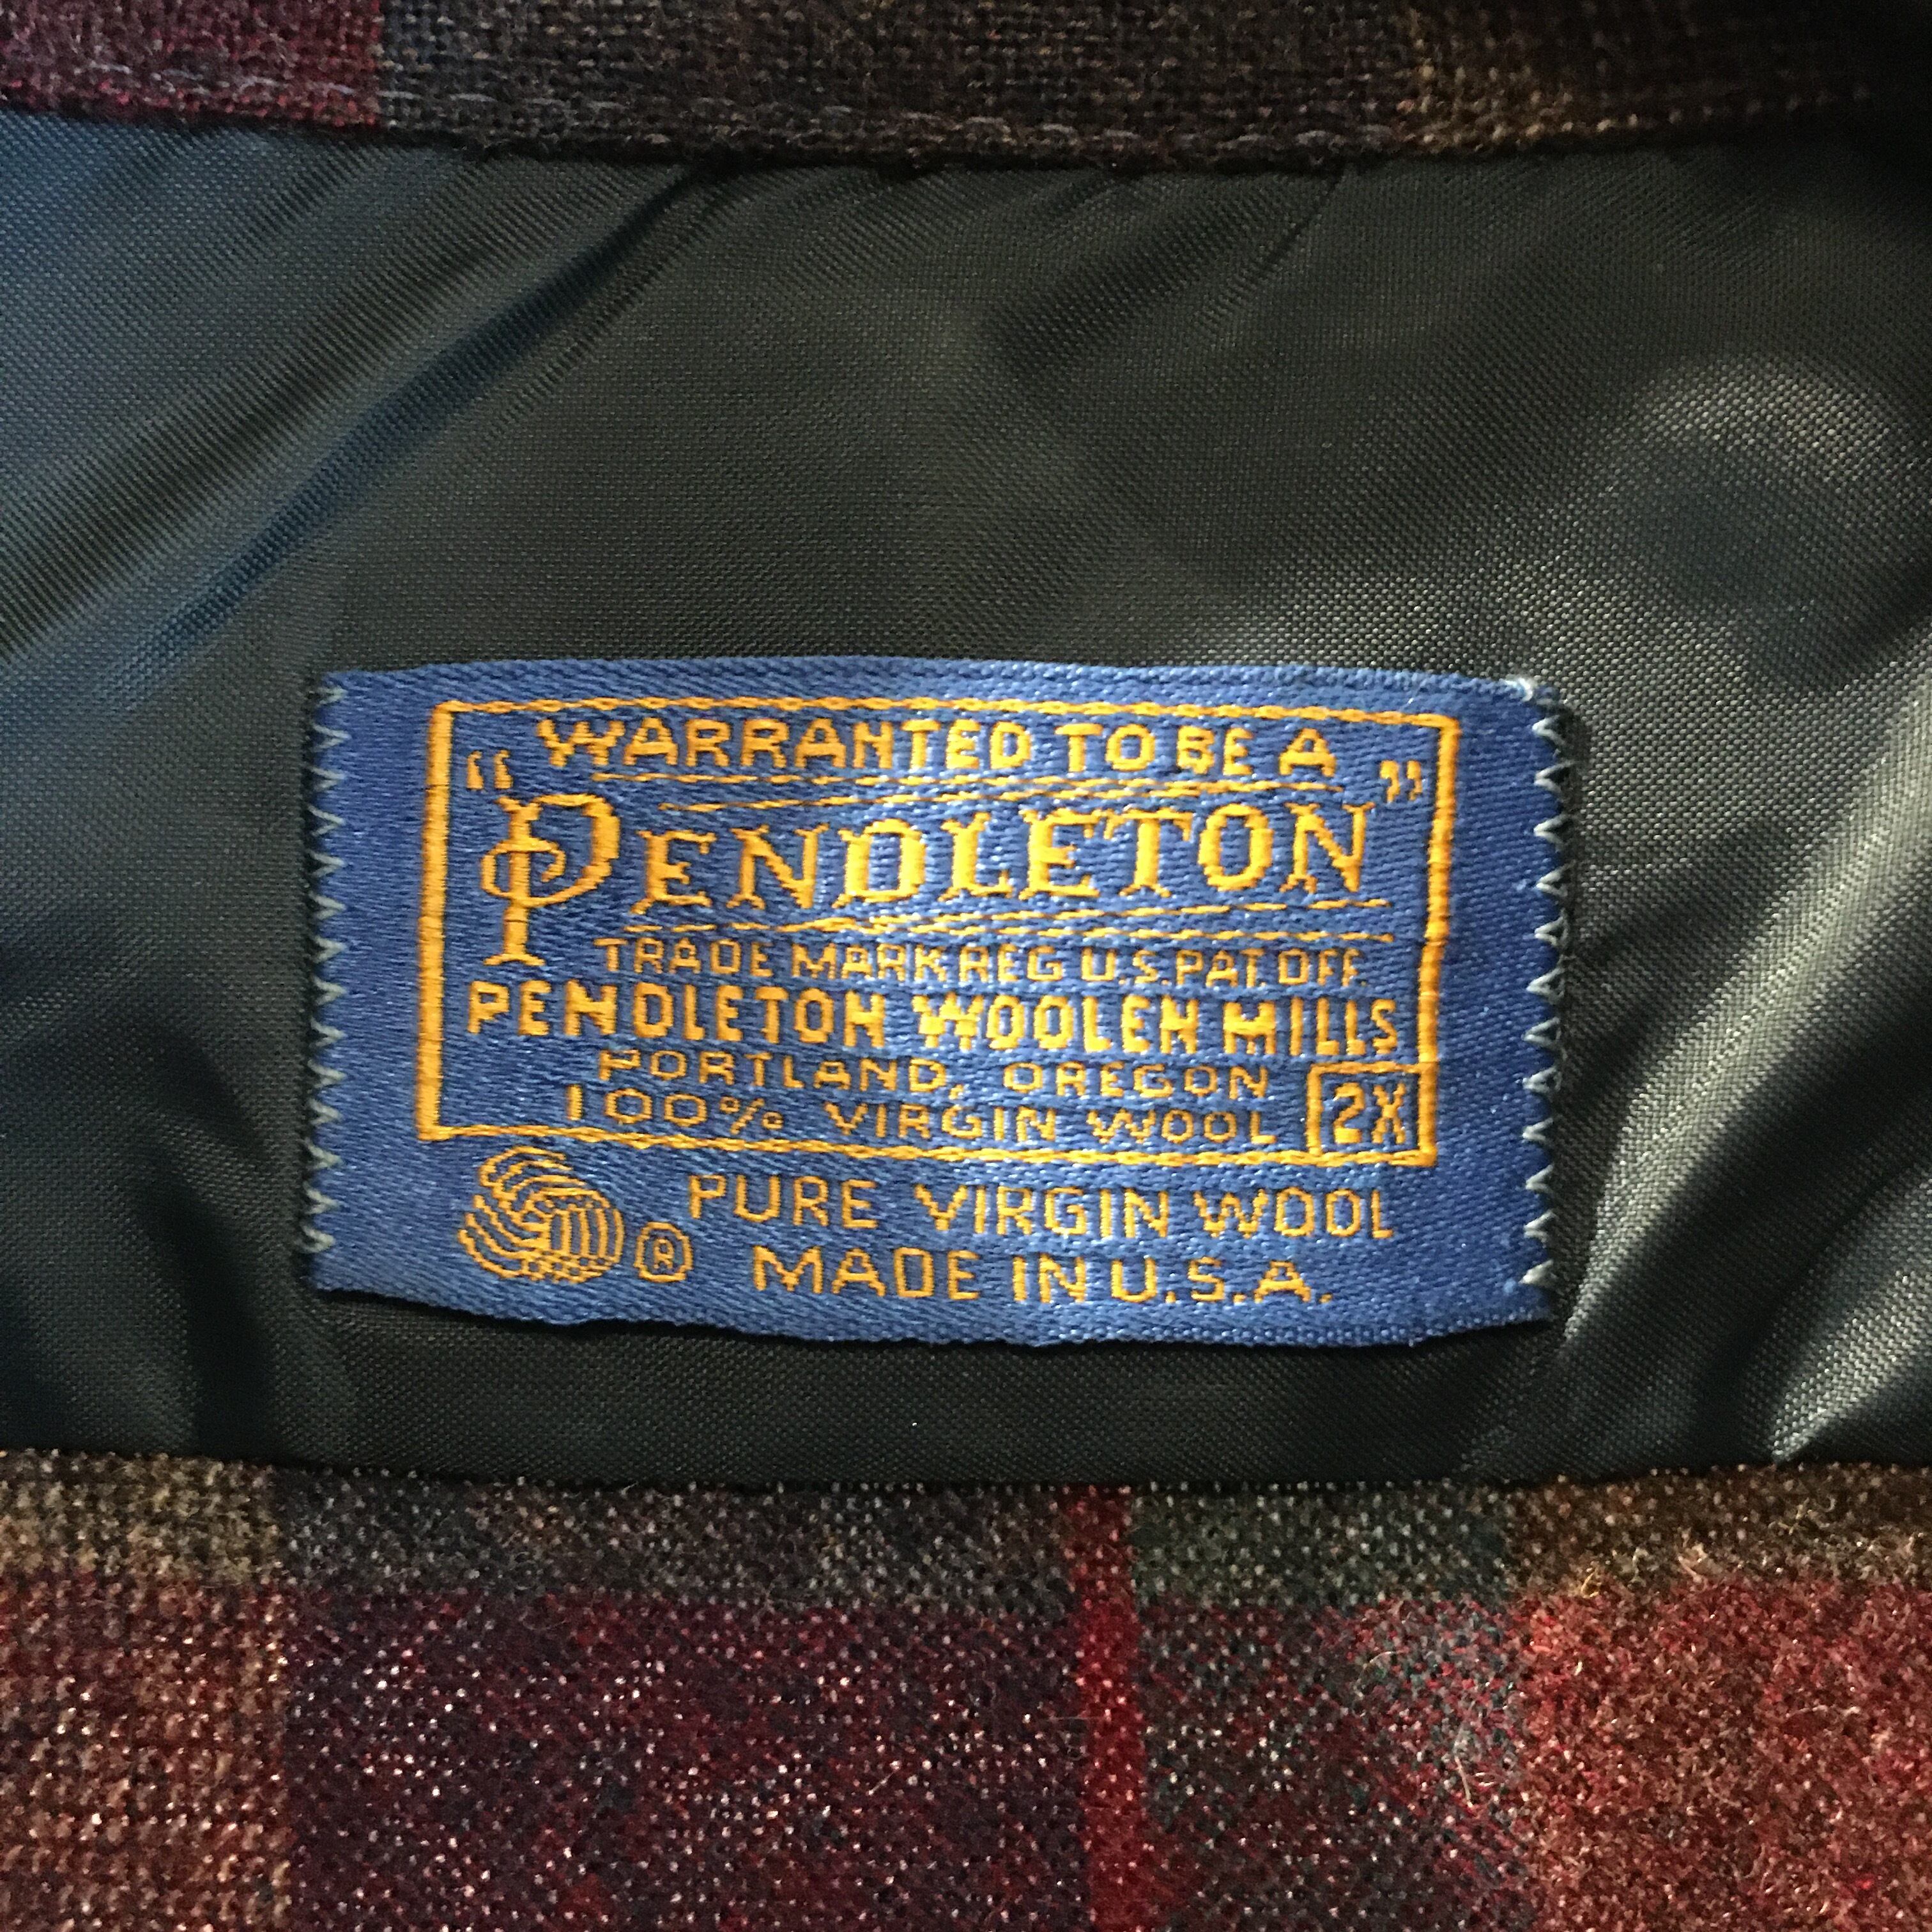 “WARRANTED TO BE A
PENDLETON”
TRADE MARK REG U.S. PAT. OFF.
PENDLETON WOOLEN MILLS
PORTLAND, OREGON
100% VIRGIN WOOL 2X
® PURE VIRGIN WOOL
MADE IN U.S.A.